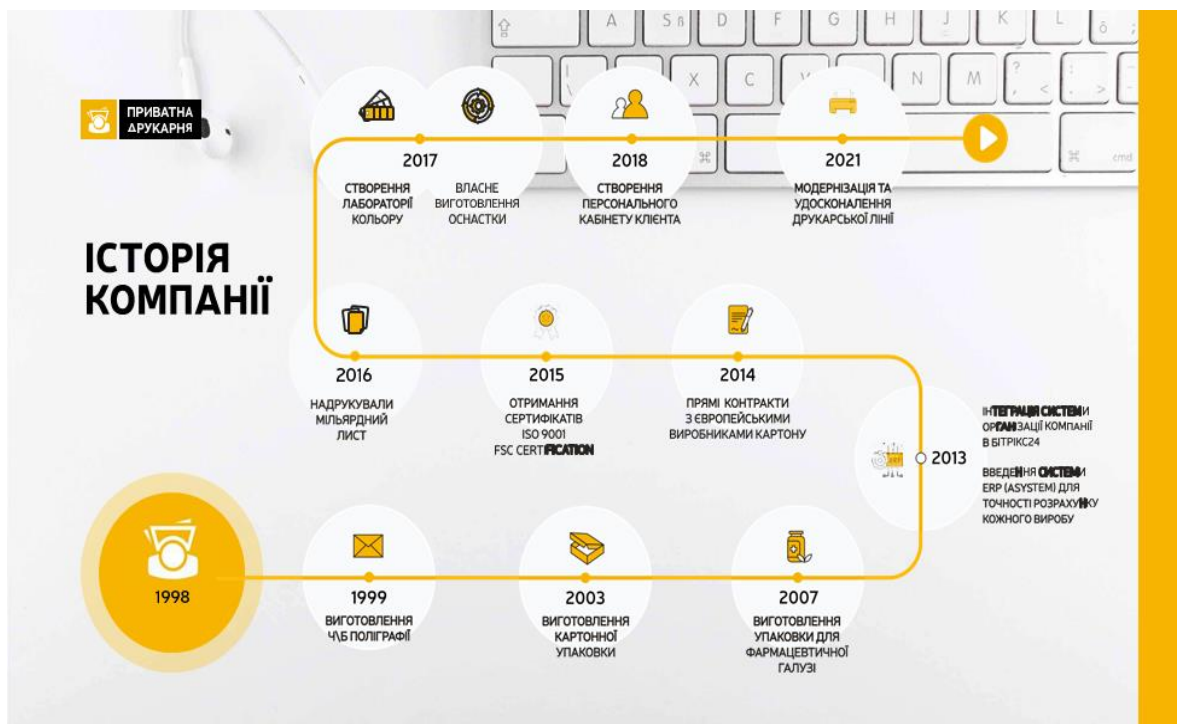 ПРИВАТНА
ДРУКАРНЯ
ІСТОРІЯ
КОМПАНІЇ
2017
СТВОРЕННЯ
ЛАБОРАТОРІЇ
КОЛЬОРУ
ВЛАСНЕ
ВИГОТОВЛЕННЯ
ОСНАСТКИ
2018
СТВОРЕННЯ
ПЕРСОНАЛЬНОГО
КАБІНЕТУ КЛІЄНТА
2021
МОДЕРНІЗАЦІЯ ТА
УДОСКОНАЛЕННЯ
ДРУКАРСЬКОЇ ЛІНІЇ
2016
НАДРУКУВАЛИ
МІЛЬЯРДНИЙ
ЛИСТ
2015
ОТРИМАННЯ
СЕРТИФІКАТІВ
ISO 9001
FSC CERTIFICATION
2014
ПРЯМІ КОНТРАКТИ
З ЄВРОПЕЙСЬКИМИ
ВИРОБНИКАМИ КАРТОНУ
2013
ІНТЕГРАЦІЯ СИСТЕМИ
ОРГАНІЗАЦІЇ КОМПАНІЇ
В БІТРІКС24
ВВЕДЕННЯ СИСТЕМИ
ERP (ASYSTEM) ДЛЯ
ТОЧНОСТІ РОЗРАХУНКУ
КОЖНОГО ВИРОБУ
ERP
1998
1999
ВИГОТОВЛЕННЯ
Ч\Б ПОЛІГРАФІЇ
2003
ВИГОТОВЛЕННЯ
КАРТОННОЇ
УПАКОВКИ
2007
ВИГОТОВЛЕННЯ
УПАКОВКИ ДЛЯ
ФАРМАЦЕВТИЧНОЇ
ГАЛУЗІ
A S ß D F G H J K L ö
X C V N M
⌘ ⌘ cmd